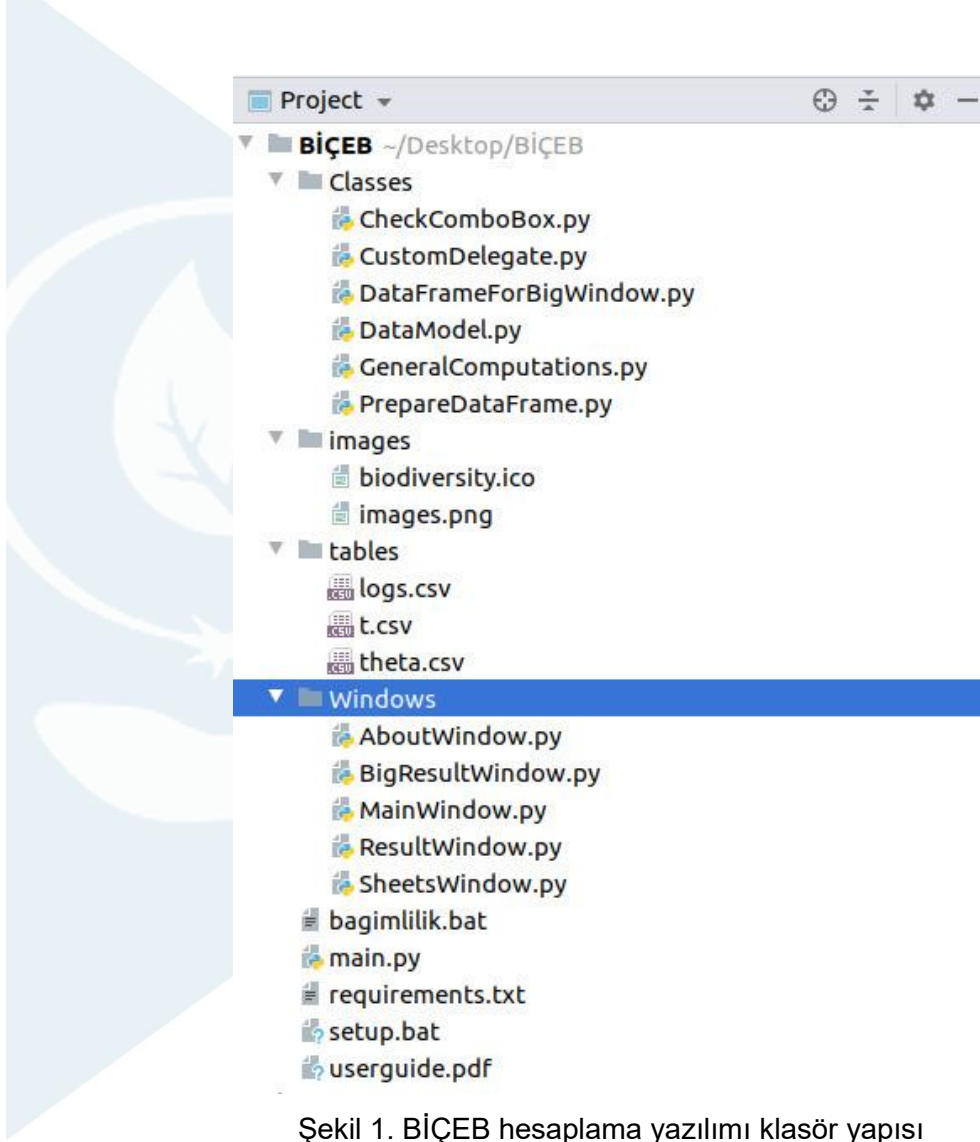 Project
BİÇEB ~/Desktop/BİÇEB
Classes
CheckComboBox.py
CustomDelegate.py
DataFrameForBigWindow.py
DataModel.py
GeneralComputations.py
PrepareDataFrame.py
images
biodiversity.ico
images.png
tables
logs.csv
t.csv
theta.csv
Windows
AboutWindow.py
BigResultWindow.py
MainWindow.py
ResultWindow.py
SheetsWindow.py
bagimlilik.bat
main.py
requirements.txt
setup.bat
userguide.pdf
Şekil 1. BİÇEB hesaplama yazılımı klasör yapısı